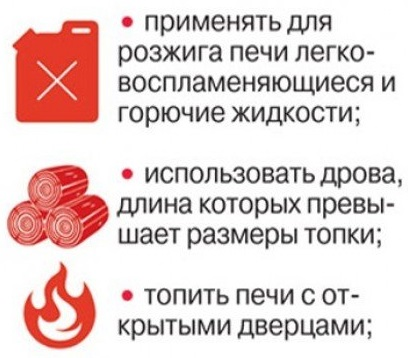 • применять для
розжига печи легко-
воспламеняющиеся и
горючие жидкости;
• использовать дрова,
длина которых превы-
шает размеры топки;
• топить печи с от-
крытыми дверцами;